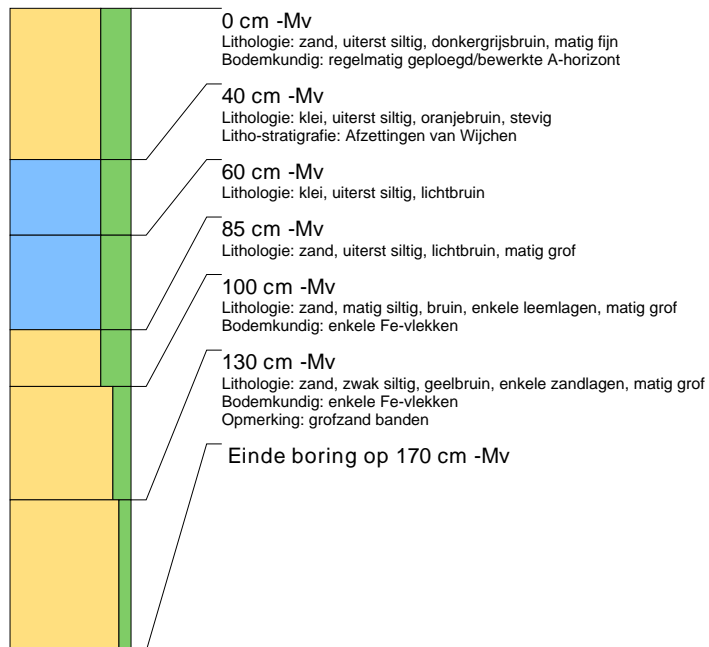 0 cm -Mv
Lithologie: zand, uiterst siltig, donkergrijsbruin, matig fijn
Bodemkundig: regelmatig geploegd/bewerkte A-horizont
40 cm -Mv
Lithologie: klei, uiterst siltig, oranjebruin, stevig
Litho-stratigrafie: Afzettingen van Wijchen
60 cm -Mv
Lithologie: klei, uiterst siltig, lichtbruin
85 cm -Mv
Lithologie: zand, uiterst siltig, lichtbruin, matig grof
100 cm -Mv
Lithologie: zand, matig siltig, bruin, enkele leemlagen, matig grof
Bodemkundig: enkele Fe-vlekken
130 cm -Mv
Lithologie: zand, zwak siltig, geelbruin, enkele zandlagen, matig grof
Bodemkundig: enkele Fe-vlekken
Opmerking: grofzand banden
Einde boring op 170 cm -Mv